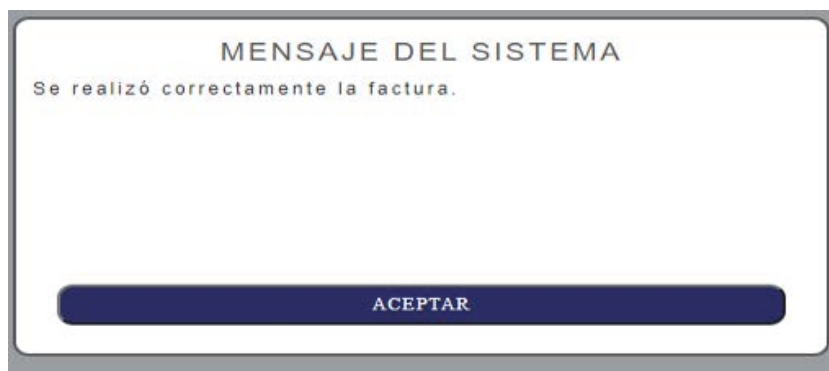 MENSAJE DEL SISTEMA
Se realizó correctamente la factura.
ACEPTAR